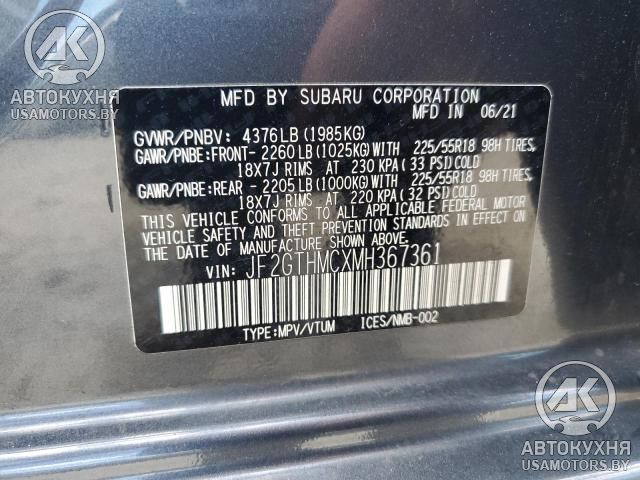 AK
АВТОКУХНЯ
USAMOTORS.BY
MFD BY SUBARU CORPORATION
MFD IN 06/21
GVWR/PNBV: 4376LB(1985KG)
GAWR/PNBE:FRONT- 2260LB(1025KG)WITH 225/55R18 98H TIRES,
18X7J RIMS AT 230 KPA(33 PSI)COLD
GAWR/PNBE:REAR - 2205LB(1000KG)WITH 225/55R18 98H TIRES,
18X7J RIMS AT 220 KPA(32 PSI)COLD
THIS VEHICLE CONFORMS TO ALL APPLICABLE FEDERAL MOTOR
VEHICLE SAFETY AND THEFT PREVENTION STANDARDS IN EFFECT ON
THE DATE OF MANUFACTURE SHOWN ABOVE.
VIN: JF2GTHMCXMH367361
TYPE:MPV/VTUM ICES/NMB-002
AK
АВТОКУХНЯ
USAMOTORS.BY